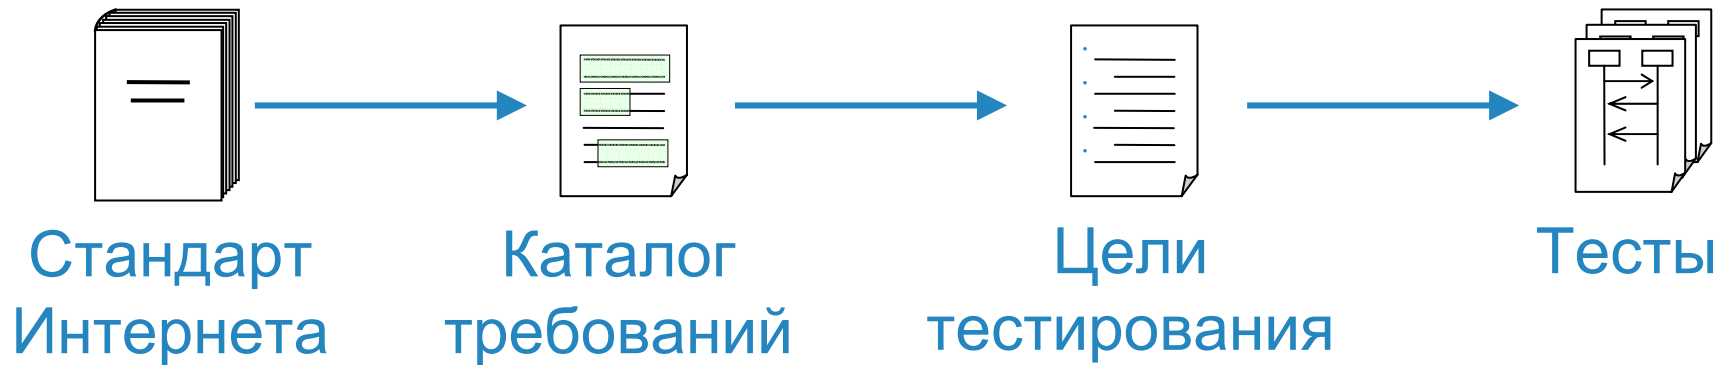 Стандарт
Интернета
Каталог
требований
Цели
тестирования
Тесты